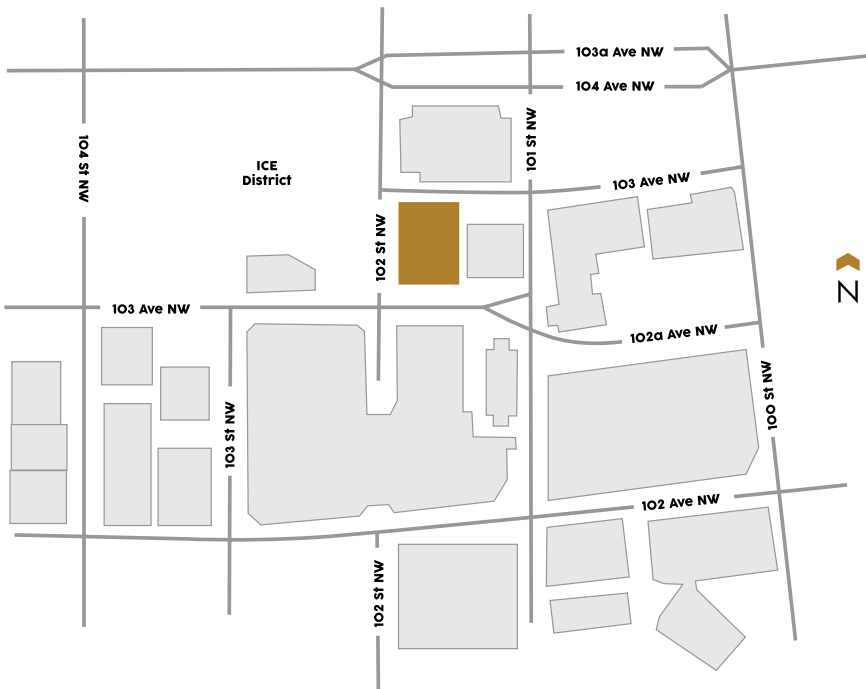 103a Ave NW
104 Ave NW
104 St NW
101 St NW
ICE
District
103 Ave NW
102 St NW
N
103 Ave NW
102a Ave NW
103 St NW
100 St NW
102 Ave NW
102 St NW